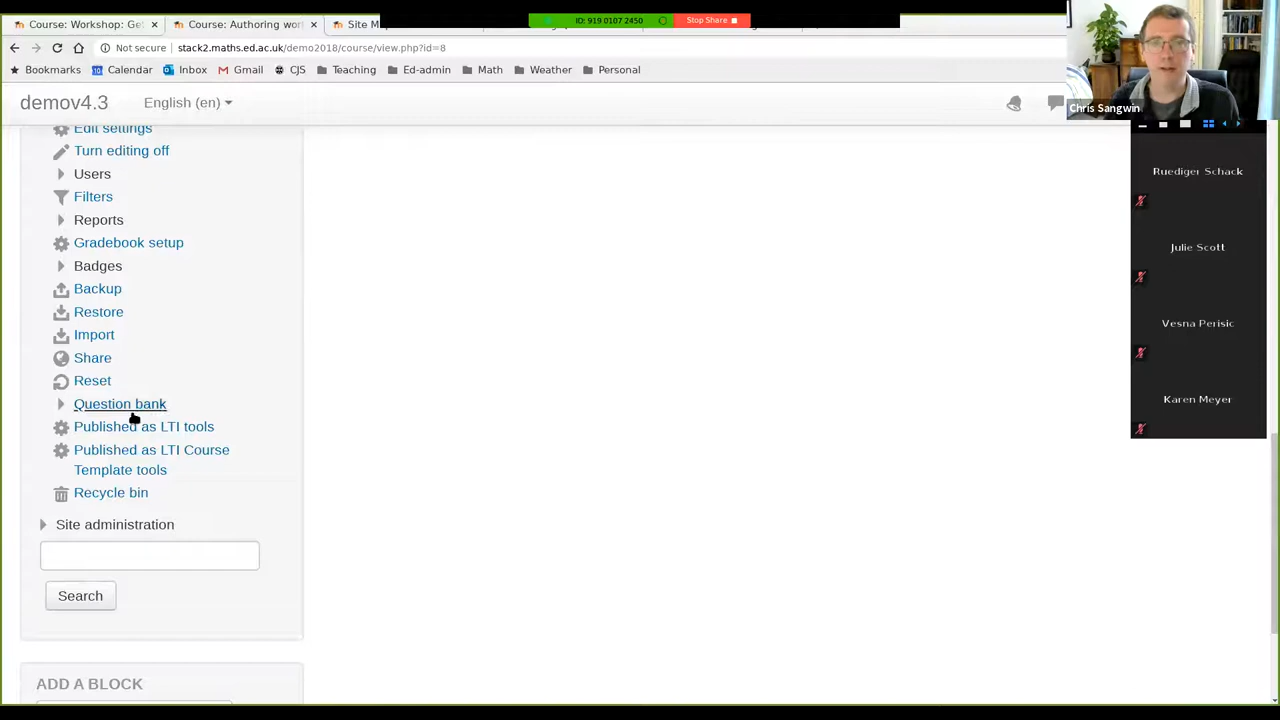 Course: Workshop: Ge
Course: Authoring wor
Site M
ID: 919 0107 2450
Stop Share
Not secure
stack2.maths.ed.ac.uk/demo2018/course/view.php?id=8
Bookmarks
Calendar
Inbox
Gmail
CJS
Teaching
Ed-admin
Math
Weather
Personal
demov4.3
English (en)
Chris Sangwin
Edit settings
Turn editing off
Users
Filters
Reports
Gradebook setup
Badges
Backup
Restore
Import
Share
Reset
Question bank
Published as LTI tools
Published as LTI Course
Template tools
Recycle bin
Site administration
Search
ADD A BLOCK
Ruediger Schack
Julie Scott
Vesna Perisic
Karen Meyer